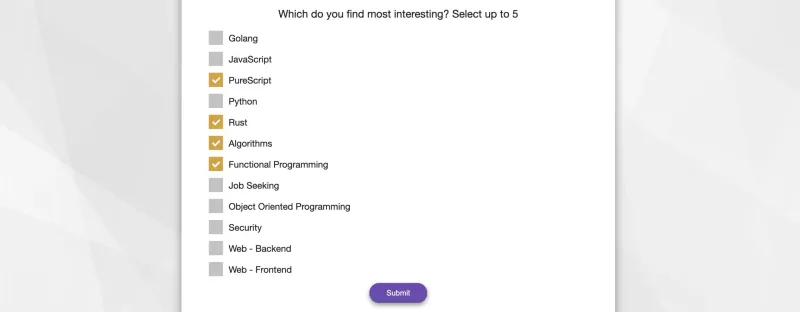 Which do you find most interesting? Select up to 5
Golang
JavaScript
PureScript
Python
Rust
Algorithms
Functional Programming
Job Seeking
Object Oriented Programming
Security
Web - Backend
Web - Frontend
Submit